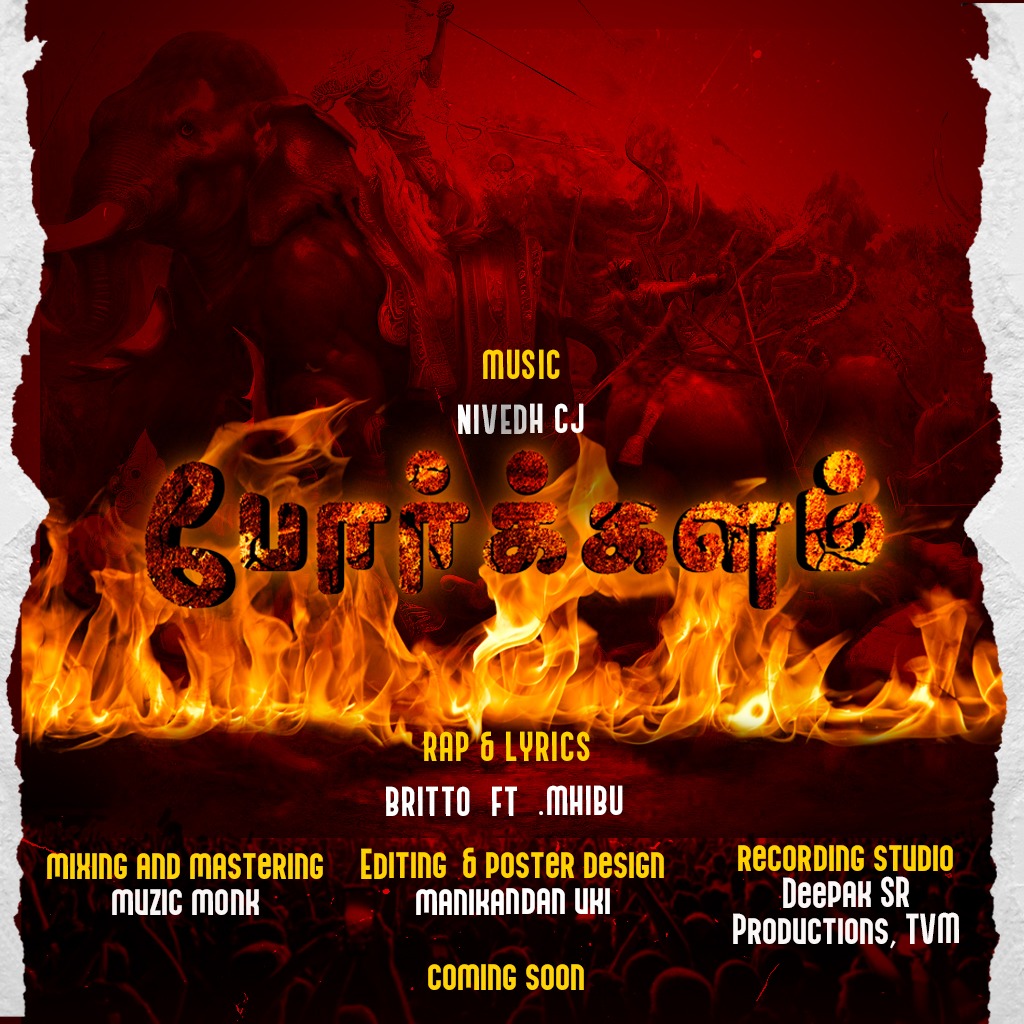 MUSIC
NIVEDH CJ
போர்க்களம்
RAP & LYRICS
BRITTO FT .MHIBU
MIXING AND MASTERING
MUZIC MONK
EDITING & POSTER DESIGN
MANIKANDAN UKI
RECORDING STUDIO
DEEPAK SR
PRODUCTIONS, TVM
COMING SOON